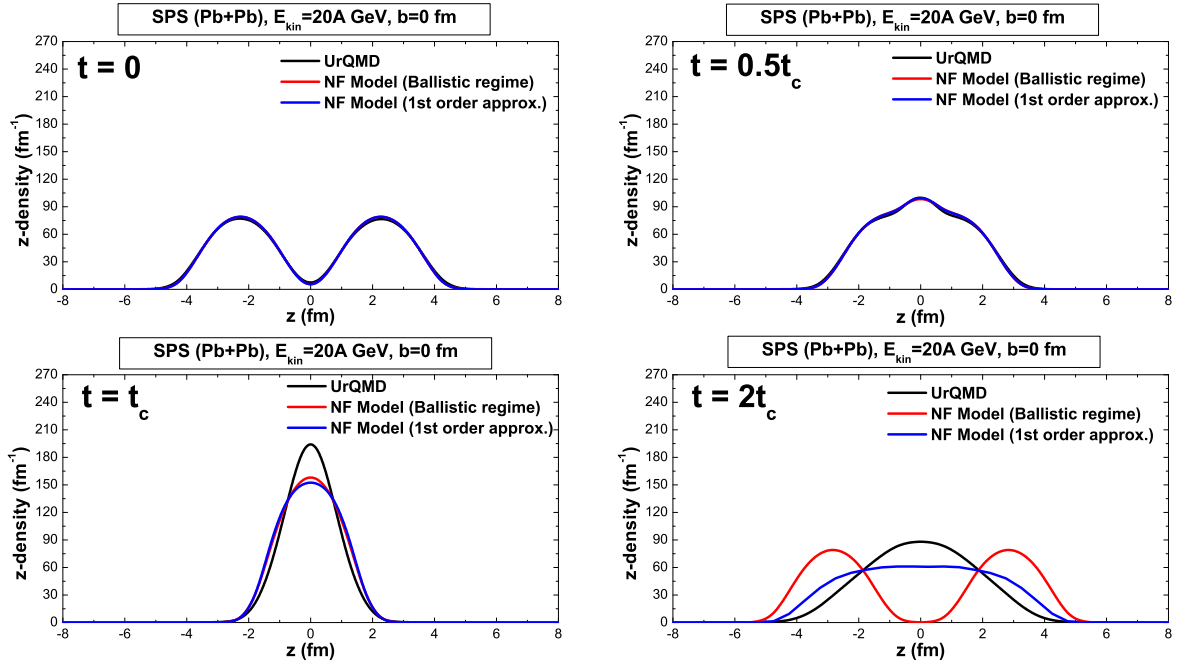 SPS (Pb+Pb), E_kin=20A GeV, b=0 fm
t = 0
UrQMD
NF Model (Ballistic regime)
NF Model (1st order approx.)
z-density (fm⁻¹)
270
240
210
180
150
120
90
60
30
0
-8 -6 -4 -2 0 2 4 6 8
z (fm)
SPS (Pb+Pb), E_kin=20A GeV, b=0 fm
t = 0.5t_c
UrQMD
NF Model (Ballistic regime)
NF Model (1st order approx.)
z-density (fm⁻¹)
270
240
210
180
150
120
90
60
30
0
-8 -6 -4 -2 0 2 4 6 8
z (fm)
SPS (Pb+Pb), E_kin=20A GeV, b=0 fm
t = t_c
UrQMD
NF Model (Ballistic regime)
NF Model (1st order approx.)
z-density (fm⁻¹)
270
240
210
180
150
120
90
60
30
0
-8 -6 -4 -2 0 2 4 6 8
z (fm)
SPS (Pb+Pb), E_kin=20A GeV, b=0 fm
t = 2t_c
UrQMD
NF Model (Ballistic regime)
NF Model (1st order approx.)
z-density (fm⁻¹)
270
240
210
180
150
120
90
60
30
0
-8 -6 -4 -2 0 2 4 6 8
z (fm)